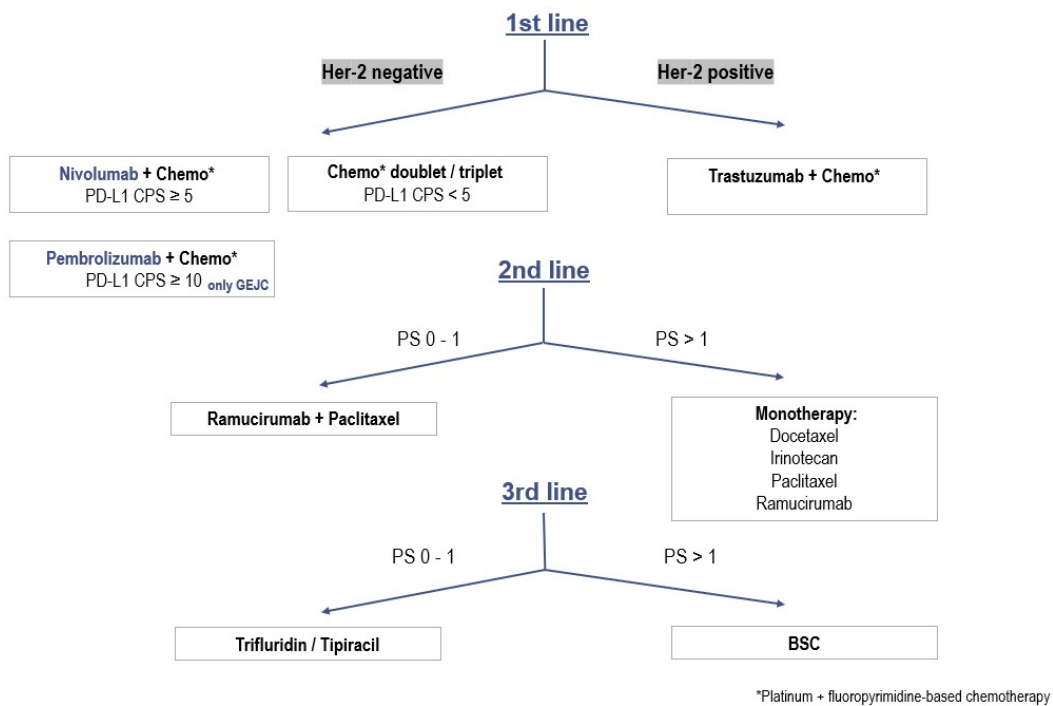 1st line
Her-2 negative
Her-2 positive
Nivolumab + Chemo*
PD-L1 CPS ≥ 5
Chemo* doublet / triplet
PD-L1 CPS < 5
Trastuzumab + Chemo*
Pembrolizumab + Chemo*
PD-L1 CPS ≥ 10 only GEJC
2nd line
PS 0 - 1
PS > 1
Ramucirumab + Paclitaxel
Monotherapy:
Docetaxel
Irinotecan
Paclitaxel
Ramucirumab
3rd line
PS 0 - 1
PS > 1
Trifluridin / Tipiracil
BSC
*Platinum + fluoropyrimidine-based chemotherapy